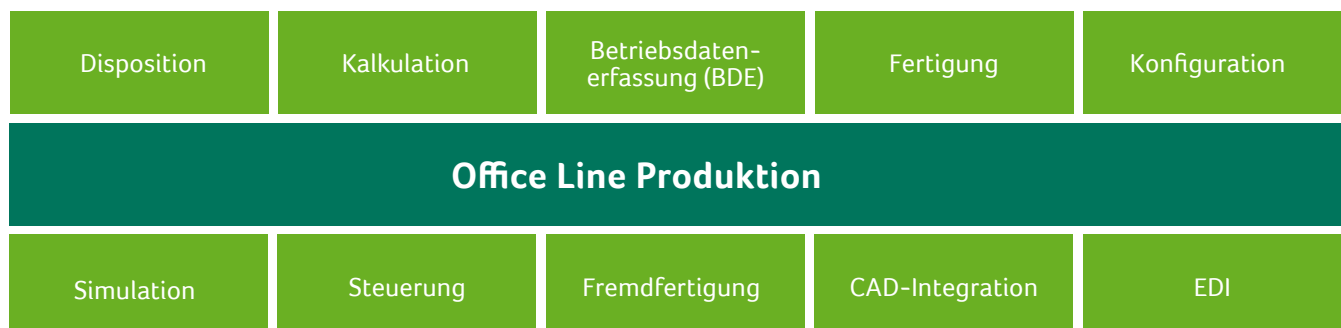 Disposition
Kalkulation
Betriebsdaten-
erfassung (BDE)
Fertigung
Konfiguration
Office Line Produktion
Simulation
Steuerung
Fremdfertigung
CAD-Integration
EDI